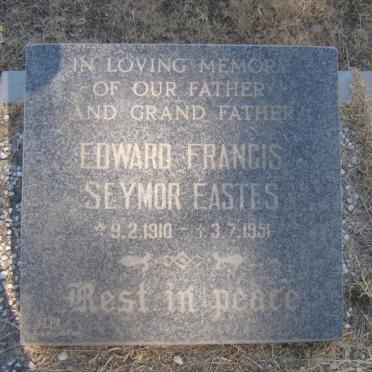 IN LOVING MEMORY
OF OUR FATHER
AND GRAND FATHER
EDWARD FRANCIS
SEYMOR EASTES
* 9.2.1910 - † 3.7.1951
Rest in peace